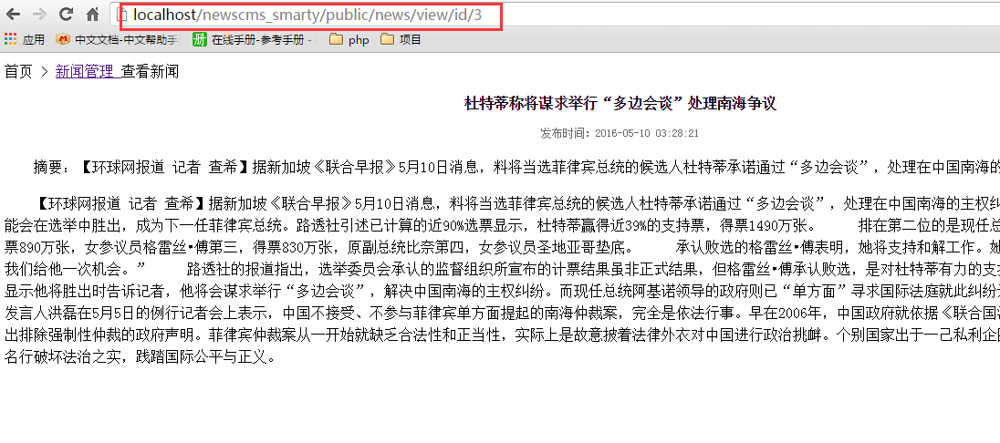 localhost/newscms_smarty/public/news/view/id/3
应用 中文文档-中文帮助手 在线手册-参考手册 - php 项目
首页 > 新闻管理 查看新闻
杜特蒂称将谋求举行“多边会谈”处理南海争议
发布时间：2016-05-10 03:28:21
摘要：【环球网报道 记者 查希】据新加坡《联合早报》5月10日消息，料将当选菲律宾总统的候选人杜特蒂承诺通过“多边会谈”，处理在中国南海的
【环球网报道 记者 查希】据新加坡《联合早报》5月10日消息，料将当选菲律宾总统的候选人杜特蒂承诺通过“多边会谈”，处理在中国南海的主权纠
能会在选举中胜出，成为下一任菲律宾总统。路透社引述已计算的近90%选票显示，杜特蒂赢得近39%的支持票，得票1490万张。 排在第二位的是现任总
票890万张，女参议员格雷丝•傅第三，得票830万张，原副总统比奈第四，女参议员圣地亚哥垫底。 承认败选的格雷丝•傅表明，她将支持和解工作。她
我们给他一次机会。” 路透社的报道指出，选举委员会承认的监督组织所宣布的计票结果虽非正式结果，但格雷丝•傅承认败选，是对杜特蒂有力的支
显示他将胜出时告诉记者，他将会谋求举行“多边会谈”，解决中国南海的主权纠纷。而现任总统阿基诺领导的政府则已“单方面”寻求国际法庭就此纠纷
发言人洪磊在5月5日的例行记者会上表示，中国不接受、不参与菲律宾单方面提起的南海仲裁案，完全是依法行事。早在2006年，中国政府就依据《联合国
出排除强制性仲裁的政府声明。菲律宾仲裁案从一开始就缺乏合法性和正当性，实际上是故意披着法律外衣对中国进行政治挑衅。个别国家出于一己私利企
名行破坏法治之实，践踏国际公平与正义。